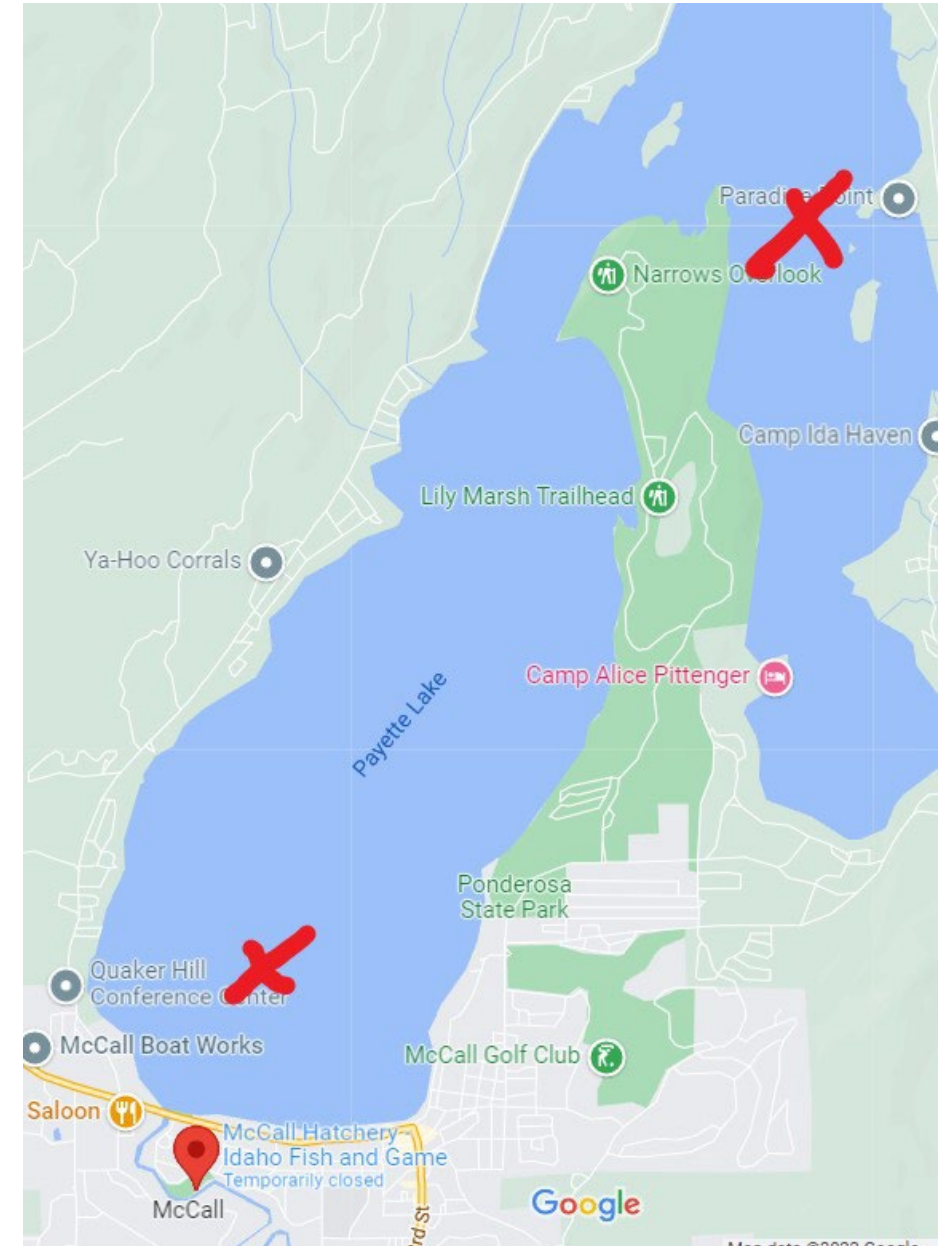 Paradise Point
Narrows Overlook
Camp Ida Haven
Lily Marsh Trailhead
Ya-Hoo Corrals
Camp Alice Pittenger
Payette Lake
Ponderosa
State Park
Quaker Hill
Conference Center
McCall Boat Works
McCall Golf Club
Saloon
McCall Hatchery -
Idaho Fish and Game
Temporarily closed
McCall
Google